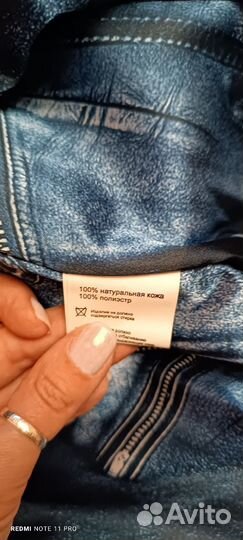 100% натуральная кожа
100% полиэстр
Изделие не должно
подвергаться стирке
REDMI NOTE 11 PRO
Avito